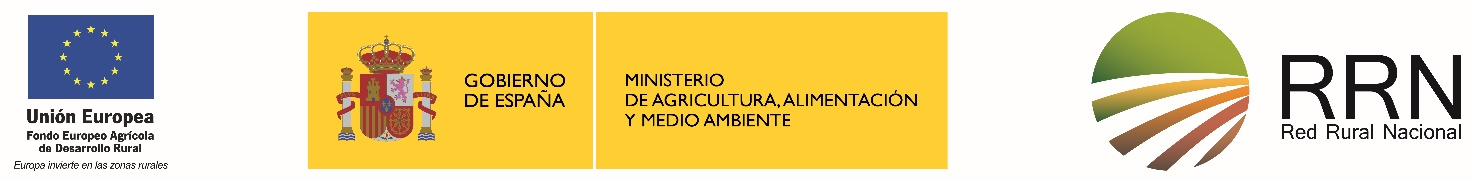 Unión Europea
Fondo Europeo Agrícola
de Desarrollo Rural
Europa invierte en las zonas rurales
GOBIERNO
DE ESPAÑA
MINISTERIO
DE AGRICULTURA, ALIMENTACIÓN
Y MEDIO AMBIENTE
RRN
Red Rural Nacional